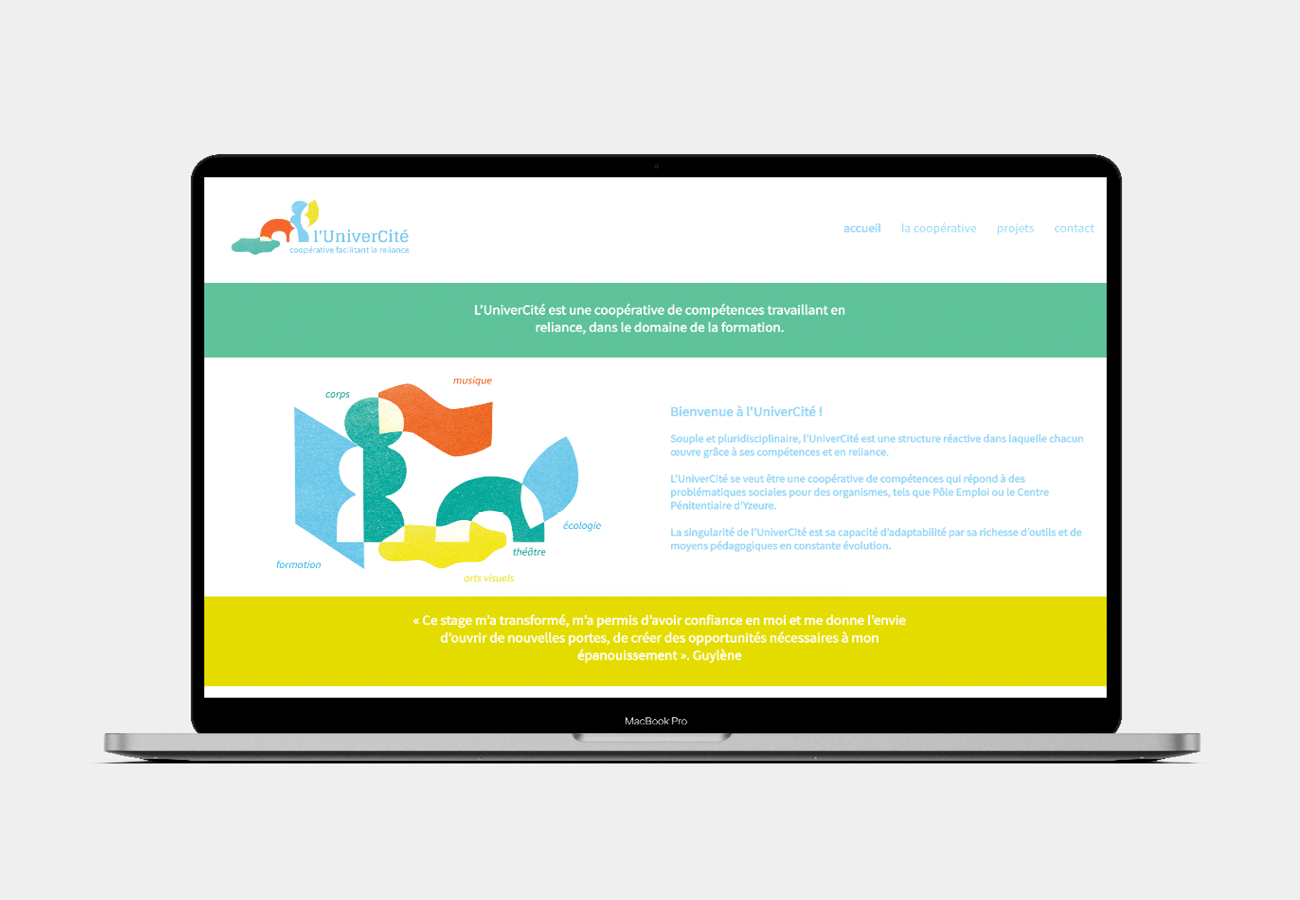 l'UniverCité
coopérative facilitant la reliance
accueil la coopérative projets contact
L’UniverCité est une coopérative de compétences travaillant en
reliance, dans le domaine de la formation.
musique
corps
écologie
théâtre
formation
arts visuels
Bienvenue à l'UniverCité !
Souple et pluridisciplinaire, l’UniverCité est une structure réactive dans laquelle chacun
œuvre grâce à ses compétences et en reliance.
L’UniverCité se veut être une coopérative de compétences qui répond à des
problématiques sociales pour des organismes, tels que Pôle Emploi ou le Centre
Pénitentiaire d’Yzeure.
La singularité de l’UniverCité est sa capacité d’adaptabilité par sa richesse d’outils et de
moyens pédagogiques en constante évolution.
« Ce stage m’a transformé, m’a permis d’avoir confiance en moi et me donne l’envie
d’ouvrir de nouvelles portes, de créer des opportunités nécessaires à mon
épanouissement ». Guylène
MacBook Pro